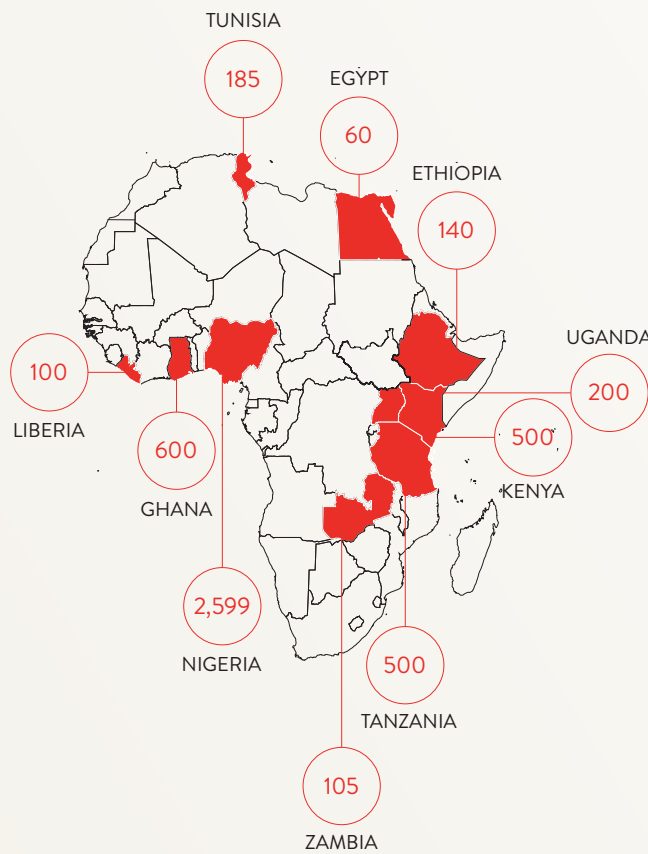 TUNISIA
185
EGYPT
60
ETHIOPIA
140
UGANDA
200
100
LIBERIA
500
KENYA
600
GHANA
2,599
NIGERIA
500
TANZANIA
105
ZAMBIA